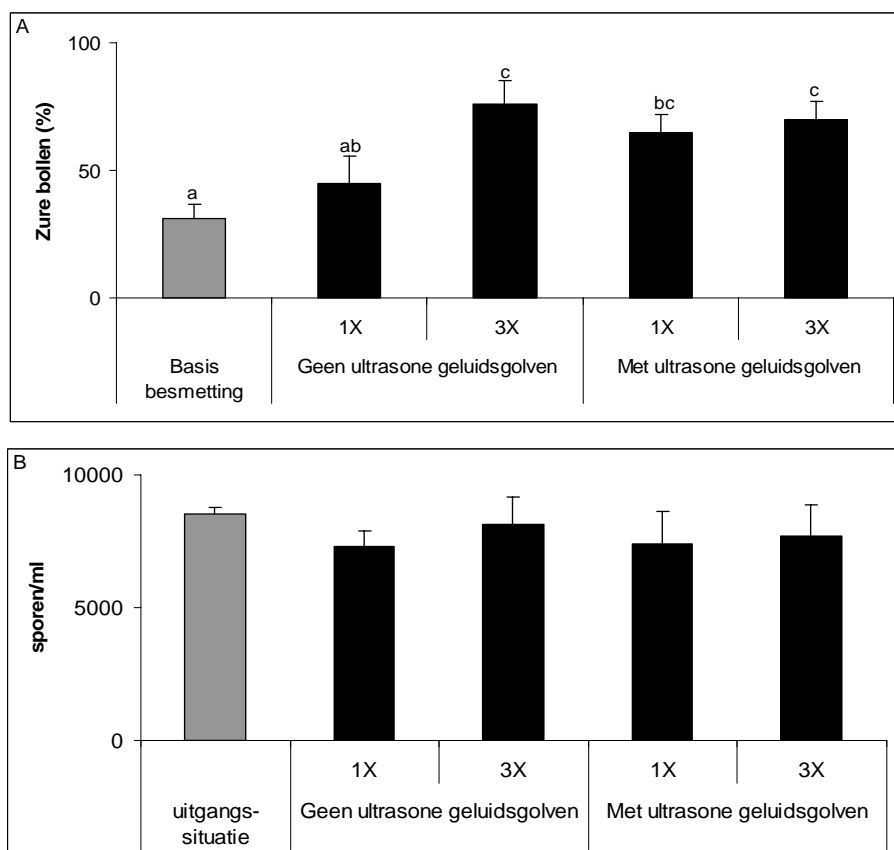 A
100
c
c
bc
ab
50
a
0
Zure bollen (%)
1X 3X 1X 3X
Basis
besmetting
Geen ultrasone geluidsgolven
Met ultrasone geluidsgolven
B
10000
5000
0
sporen/ml
1X 3X 1X 3X
uitgangs-
situatie
Geen ultrasone geluidsgolven
Met ultrasone geluidsgolven